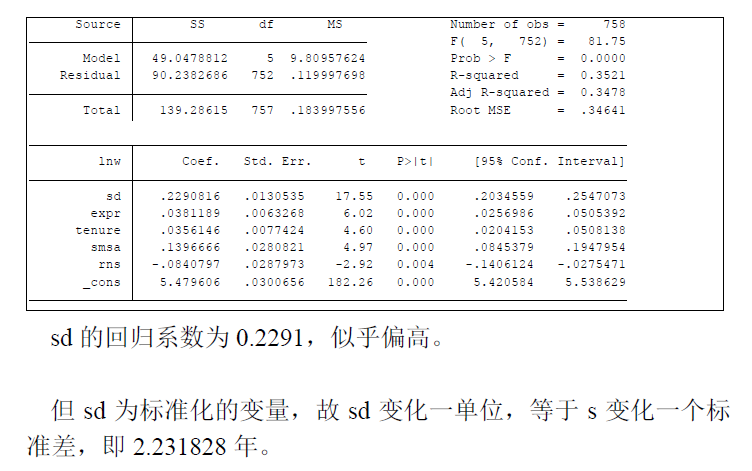 Source SS df MS Number of obs = 758
F( 5, 752) = 81.75
Model 49.0478812 5 9.80957624 Prob > F = 0.0000
Residual 90.2382686 752 .119997698 R-squared = 0.3521
Adj R-squared = 0.3478
Total 139.28615 757 .183997556 Root MSE = .34641
lnw Coef. Std. Err. t P>|t| [95% Conf. Interval]
sd .2290816 .0130535 17.55 0.000 .2034559 .2547073
expr .0381189 .0063268 6.02 0.000 .0256986 .0505392
tenure .0356146 .0077424 4.60 0.000 .0204153 .0508138
smsa .1396666 .0280821 4.97 0.000 .0845379 .1947954
rns -.0840797 .0287973 -2.92 0.004 -.1406124 -.0275471
_cons 5.479606 .0300656 182.26 0.000 5.420584 5.538629
sd 的回归系数为 0.2291，似乎偏高。
但 sd 为标准化的变量，故 sd 变化一单位，等于 s 变化一个标
准差，即 2.231828 年。